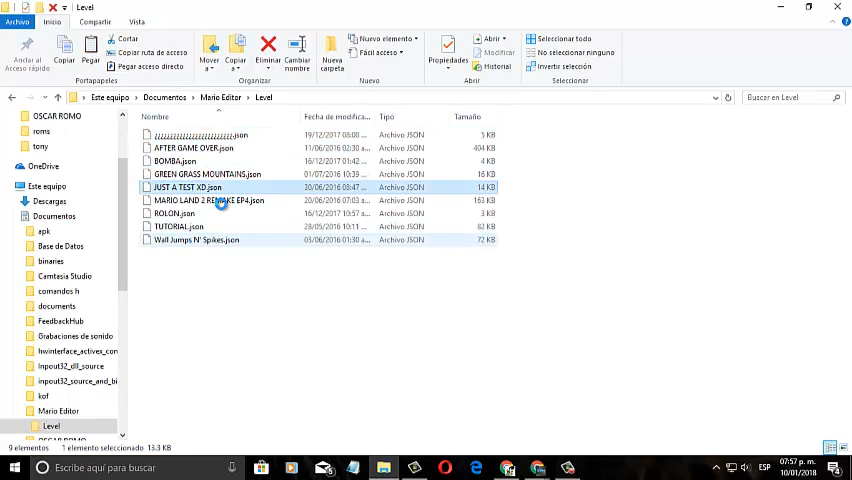 Level
Archivo Inicio Compartir Vista
Anclar al Acceso rápido
Copiar
Pegar
Cortar
Copiar ruta de acceso
Pegar acceso directo
Portapapeles
Mover a
Copiar a
Eliminar
Cambiar nombre
Organizar
Nueva carpeta
Nuevo elemento
Fácil acceso
Nuevo
Propiedades
Abrir
Modificar
Historial
Abrir
Seleccionar todo
No seleccionar ninguno
Invertir selección
Seleccionar
Este equipo > Documentos > Mario Editor > Level
Buscar en Level
OSCAR ROMO
roms
tony
OneDrive
Este equipo
Descargas
Documentos
apk
Base de Datos
binaries
Camtasia Studio
comandos h
documents
FeedbackHub
Grabaciones de sonido
hwinterface_activex_con
Inpout32_dll_source
input32_source_and_bi
kof
Mario Editor
Level
OSCAR ROMO
Nombre Fecha de modifica... Tipo Tamaño
19/12/2017 08:00 ... Archivo JSON 5 KB
AFTER GAME OVER.json 11/06/2016 02:30 a... Archivo JSON 404 KB
BOMBA.json 16/12/2017 01:42 ... Archivo JSON 4 KB
GREEN GRASS MOUNTAINS.json 01/07/2016 10:39 ... Archivo JSON 16 KB
JUST A TEST XD.json 30/06/2016 08:47 ... Archivo JSON 14 KB
MARIO LAND 2 REMAKE EP4.json 20/06/2016 07:03 a... Archivo JSON 163 KB
ROLON.json 16/12/2017 10:57 a... Archivo JSON 3 KB
TUTORIAL.json 28/05/2016 10:11 ... Archivo JSON 82 KB
Wall Jumps N' Spikes.json 03/06/2016 01:30 a... Archivo JSON 72 KB
9 elementos 1 elemento seleccionado 13.3 KB
Escribe aquí para buscar
ESP
07:57 p. m.
10/01/2018